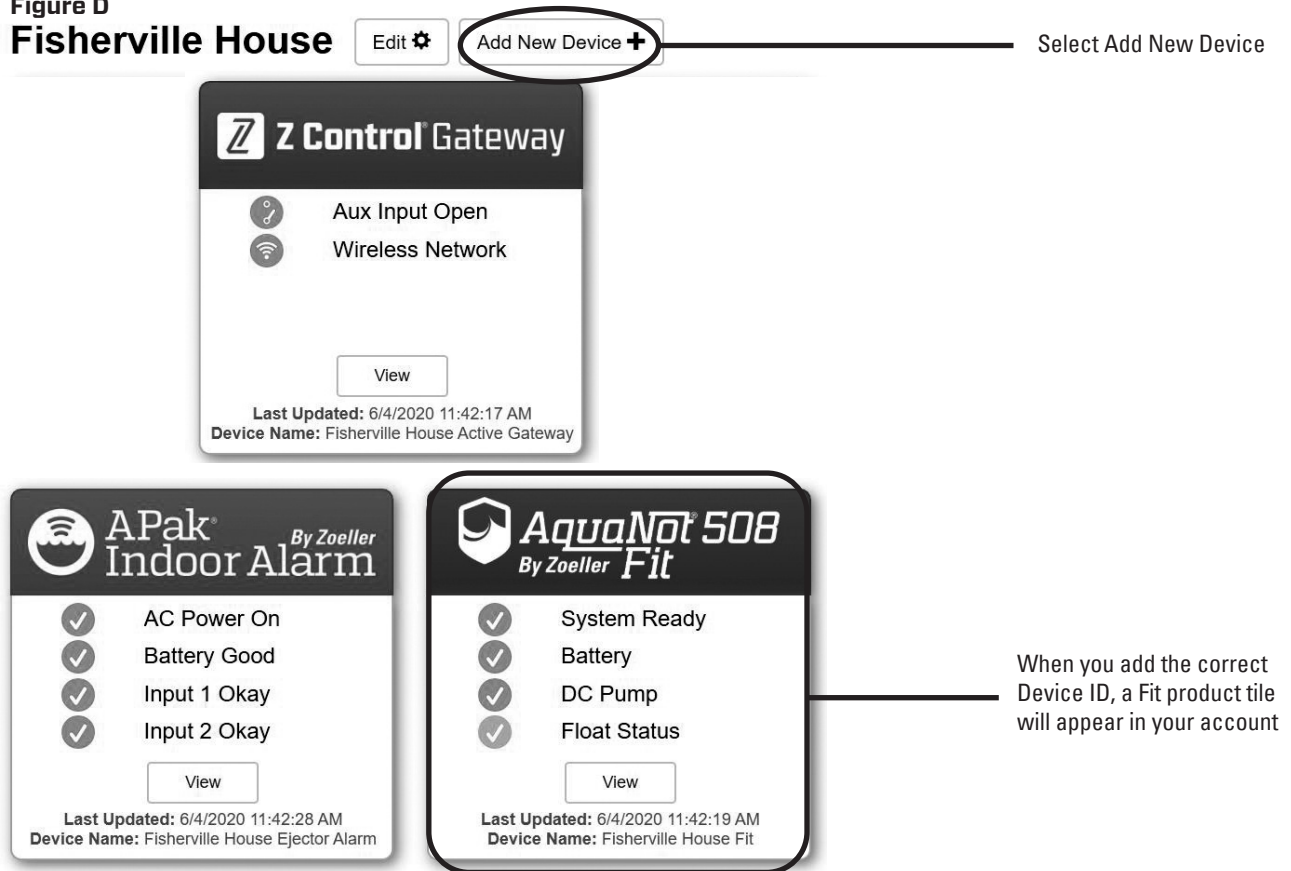 Figure D
Fisherville House
Edit
Add New Device
Select Add New Device
Z Control® Gateway
Aux Input Open
Wireless Network
View
Last Updated: 6/4/2020 11:42:17 AM
Device Name: Fisherville House Active Gateway
APak®
Indoor Alarm
By Zoeller
AC Power On
Battery Good
Input 1 Okay
Input 2 Okay
View
Last Updated: 6/4/2020 11:42:28 AM
Device Name: Fisherville House Ejector Alarm
AquaNot® 508
By Zoeller Fit
System Ready
Battery
DC Pump
Float Status
View
Last Updated: 6/4/2020 11:42:19 AM
Device Name: Fisherville House Fit
When you add the correct
Device ID, a Fit product tile
will appear in your account